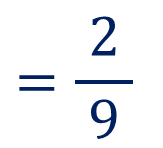 = 2/9